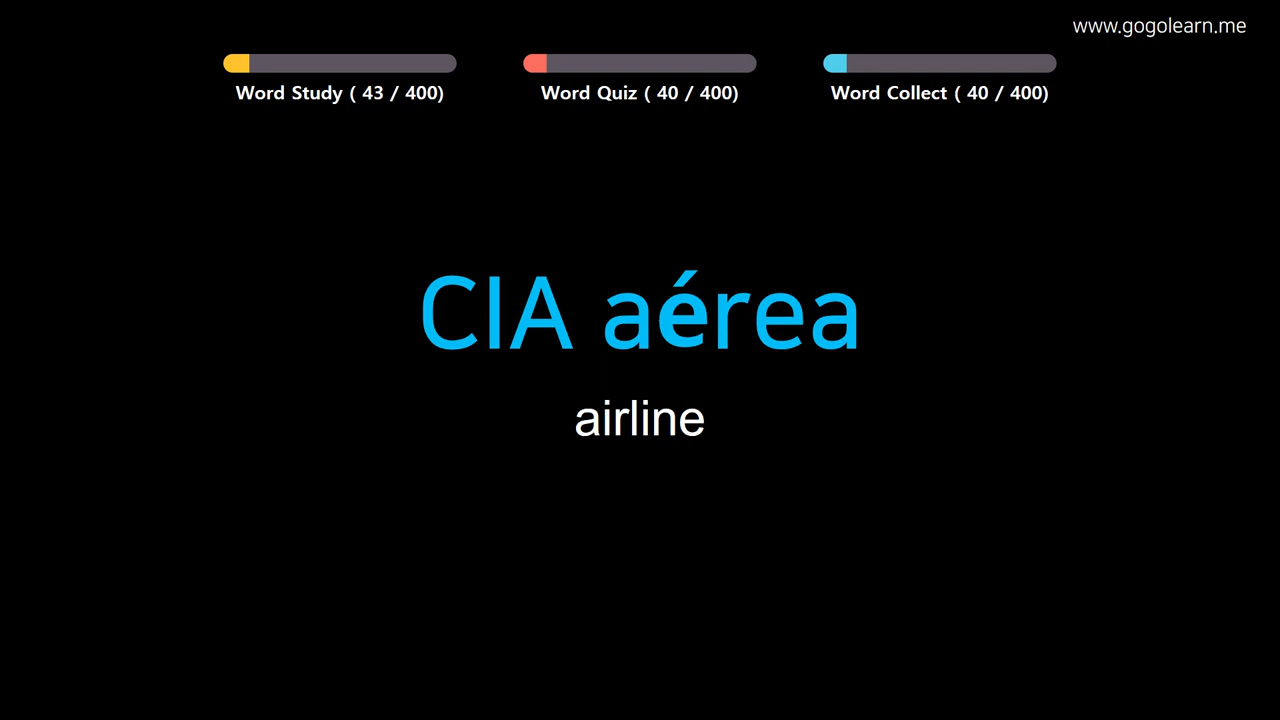 www.gogolearn.me
Word Study ( 43 / 400)
Word Quiz ( 40 / 400)
Word Collect ( 40 / 400)
CIA aérea
airline